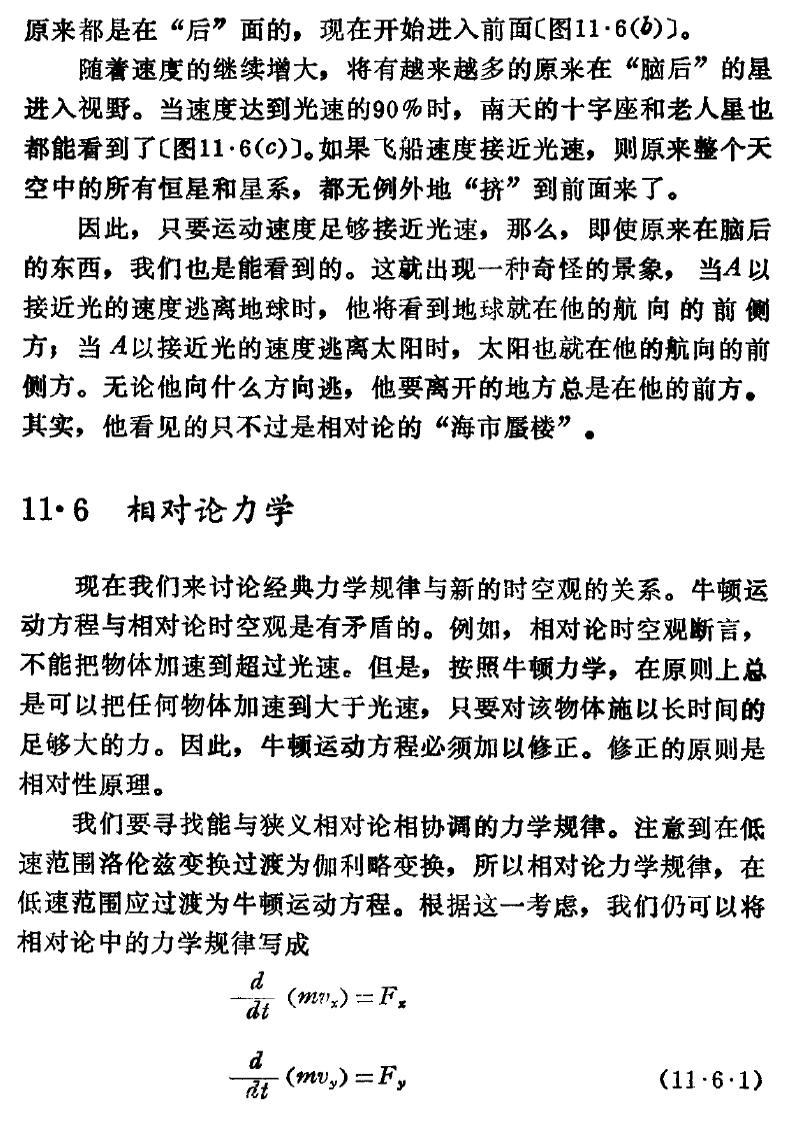 原来都是在“后”面的，现在开始进入前面〔图11·6(b)〕。
随着速度的继续增大，将有越来越多的原来在“脑后”的星
进入视野。当速度达到光速的90％时，南天的十字座和老人星也
都能看到了〔图11·6(c)〕。如果飞船速度接近光速，则原来整个天
空中的所有恒星和星系，都无例外地“挤”到前面来了。
因此，只要运动速度足够接近光速，那么，即使原来在脑后
的东西，我们也是能看到的。这就出现一种奇怪的景象，当A以
接近光的速度逃离地球时，他将看到地球就在他的航向的前侧
方；当A以接近光的速度逃离太阳时，太阳也就在他的航向的前
侧方。无论他向什么方向逃，他要离开的地方总是在他的前方。
其实，他看见的只不过是相对论的“海市蜃楼”。
11·6 相对论力学
现在我们来讨论经典力学规律与新的时空观的关系。牛顿运
动方程与相对论时空观是有矛盾的。例如，相对论时空观断言，
不能把物体加速到超过光速。但是，按照牛顿力学，在原则上总
是可以把任何物体加速到大于光速，只要对该物体施以长时间的
足够大的力。因此，牛顿运动方程必须加以修正。修正的原则是
相对性原理。
我们要寻找能与狭义相对论相协调的力学规律。注意到在低
速范围洛伦兹变换过渡为伽利略变换，所以相对论力学规律，在
低速范围应过渡为牛顿运动方程。根据这一考虑，我们仍可以将
相对论中的力学规律写成
d/dt (mvₓ)=Fₓ
d/dt (mv_y)=F_y (11·6·1)